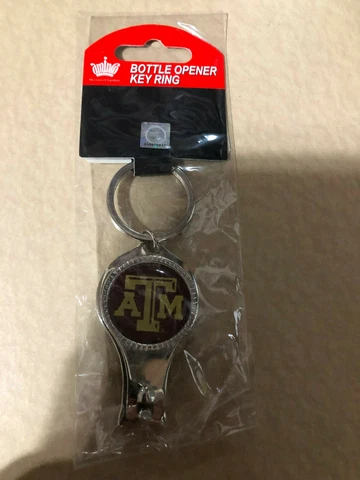 BOTTLE OPENER
KEY RING
ATM